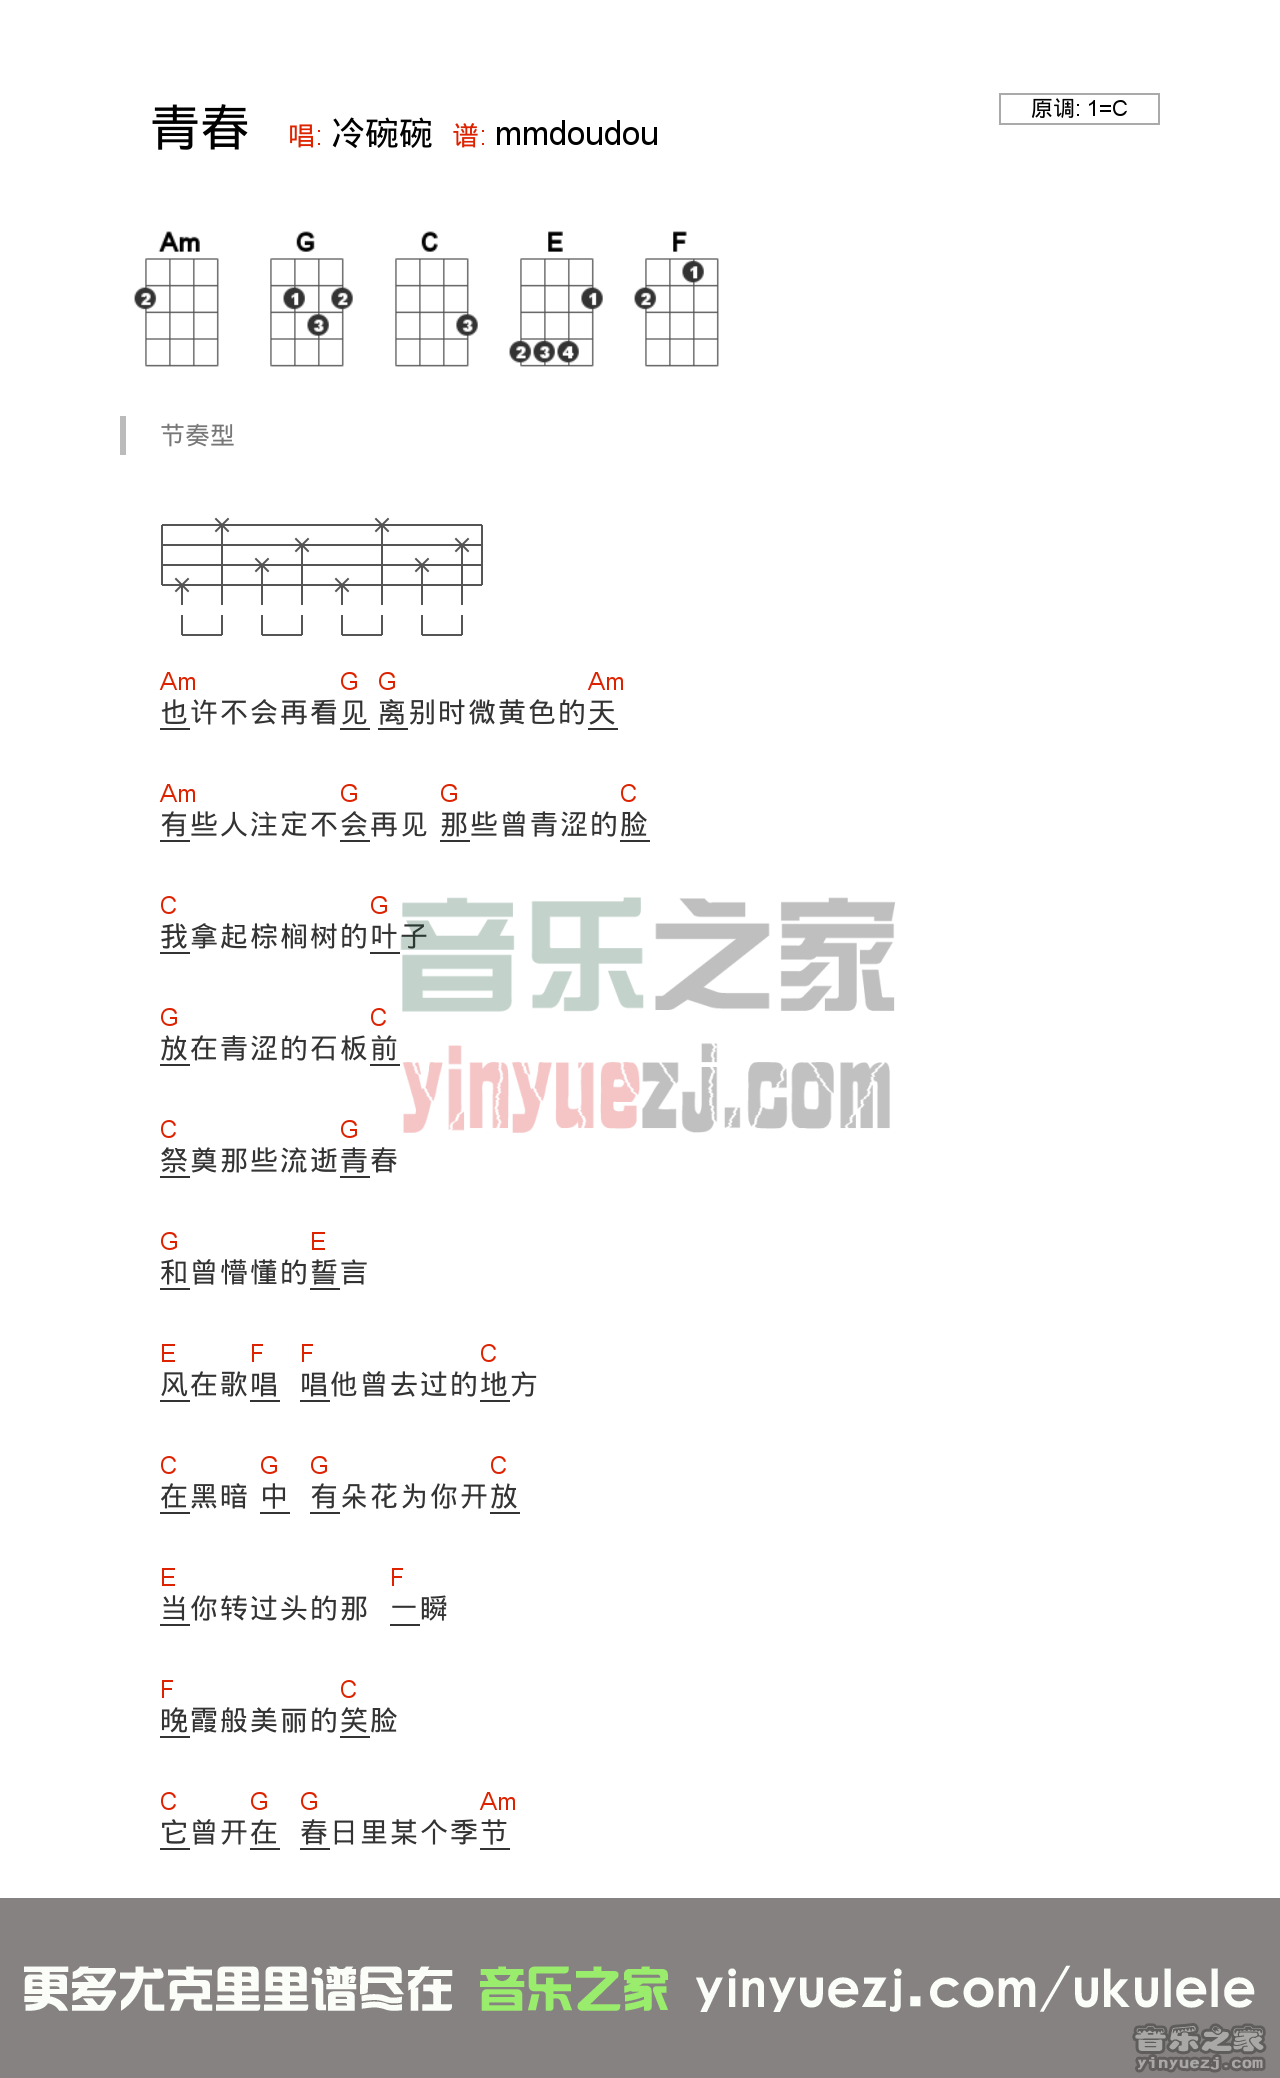 青春 唱: 冷碗碗 谱: mmdoudou
原调: 1=C
Am G C E F
2 1 2 3 3 1 2 3 4 1 2
节奏型
Am G G Am
也许不会再看见 离别时微黄色的天
Am G G C
有些人注定不会再见 那些曾青涩的脸
C G
我拿起棕榈树的叶子
G C
放在青涩的石板前
C G
祭奠那些流逝青春
G E
和曾懵懂的誓言
E F F C
风在歌唱 唱他曾去过的地方
C G G C
在黑暗 中 有朵花为你开放
E F
当你转过头的那 一瞬
F C
晚霞般美丽的笑脸
C G G Am
它曾开在 春日里某个季节
音乐之家
yinyuezj.com
更多尤克里里谱尽在 音乐之家 yinyuezj.com/ukulele
音乐之家
yinyuezj.com